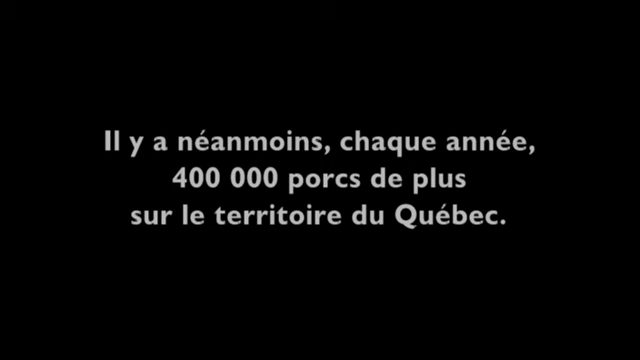 Il y a néanmoins, chaque année,
400 000 porcs de plus
sur le territoire du Québec.